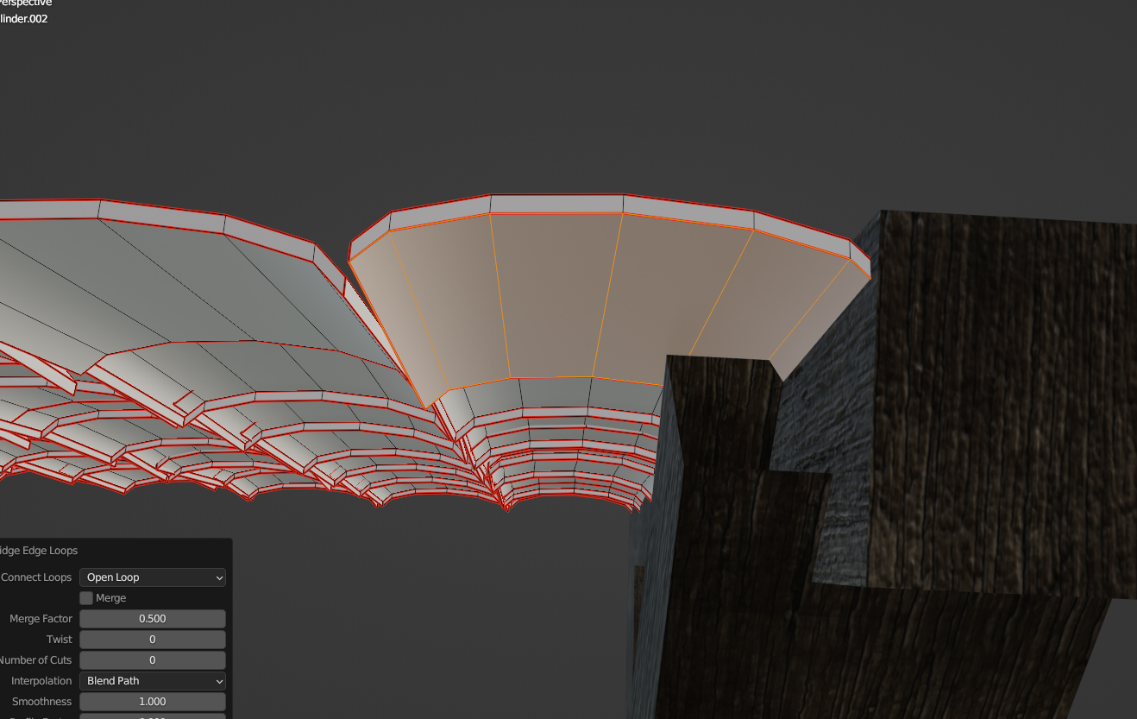 erspective
linder.002
idge Edge Loops
Connect Loops Open Loop
Merge
Merge Factor 0.500
Twist 0
Number of Cuts 0
Interpolation Blend Path
Smoothness 1.000